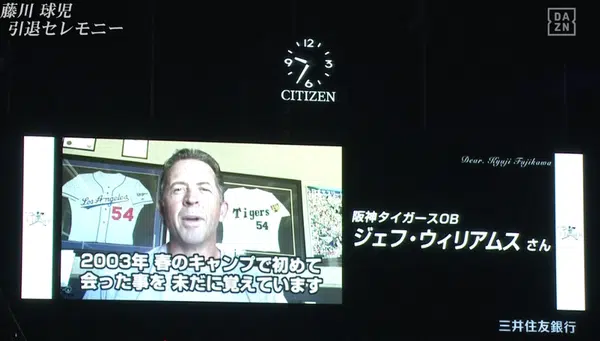 藤川 球児
引退セレモニー
DAZN
12
3
6
9
CITIZEN
Dear. Kyuji Fujikawa
Los Angeles
54
Tigers
54
阪神タイガースOB
ジェフ・ウィリアムス さん
2003年 春のキャンプで初めて
会った事を 未だに覚えています
三井住友銀行